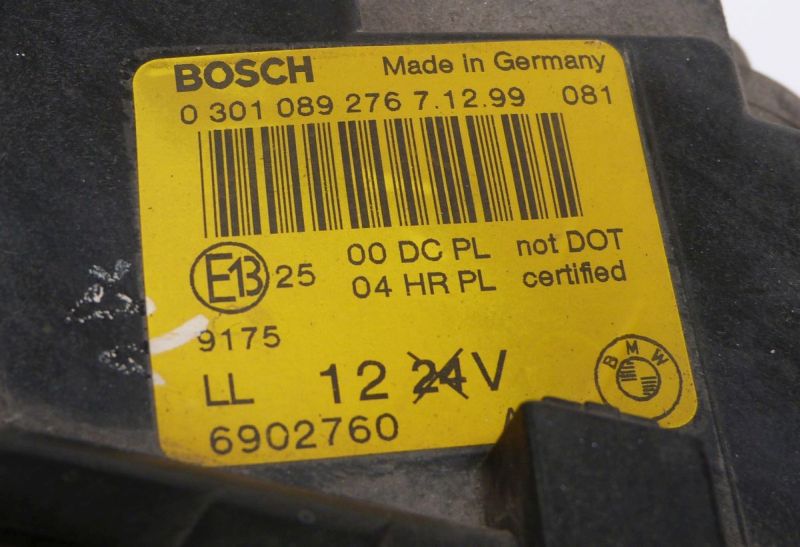 BOSCH Made in Germany
0 301 089 276 7.12.99 081
E13 25 00 DC PL not DOT
04 HR PL certified
9175
LL 12 24 V
BMW
6902760